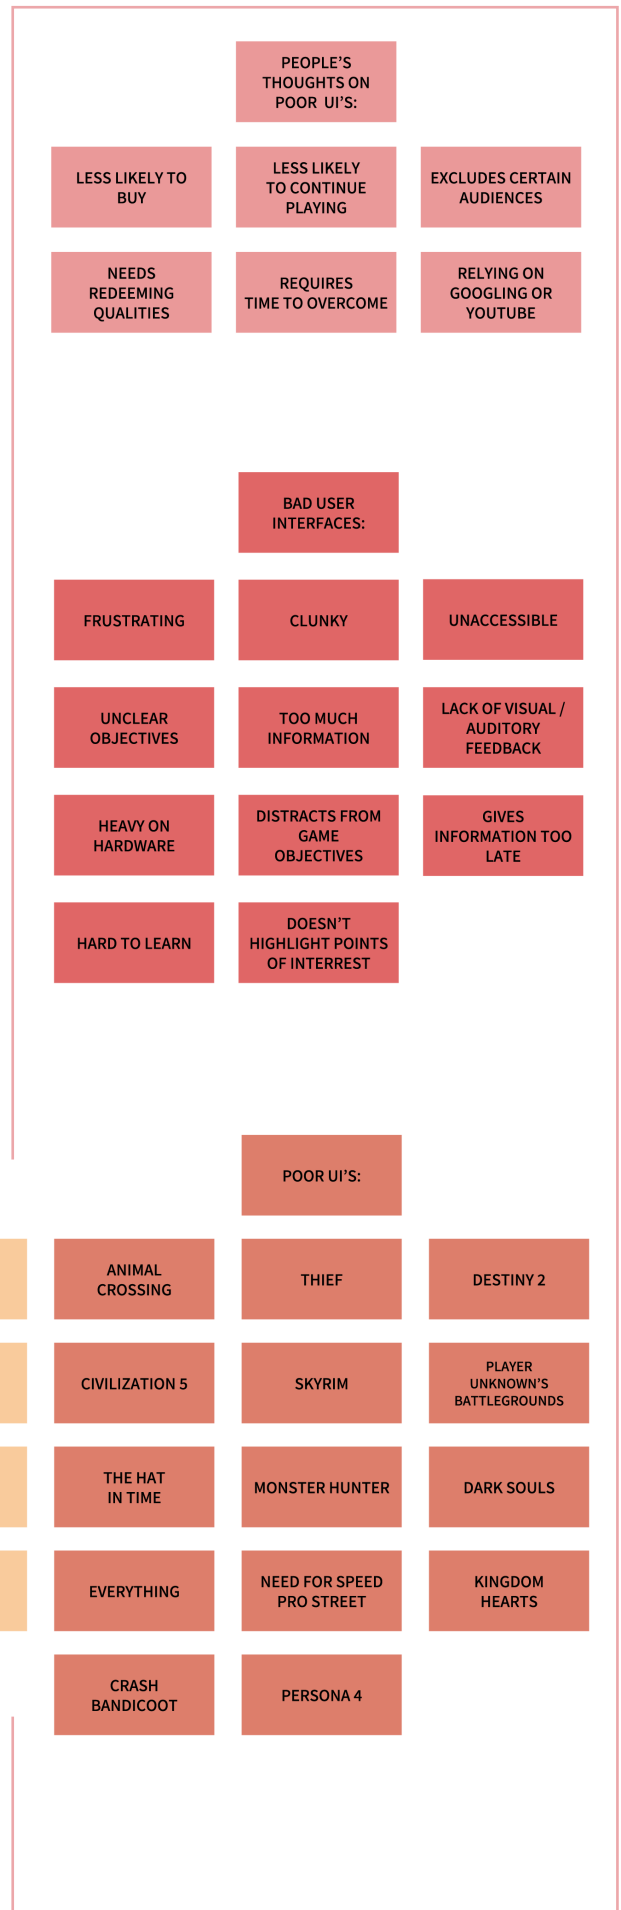 PEOPLE'S
THOUGHTS ON
POOR UI'S:
LESS LIKELY TO
BUY
LESS LIKELY
TO CONTINUE
PLAYING
EXCLUDES CERTAIN
AUDIENCES
NEEDS
REDEEMING
QUALITIES
REQUIRES
TIME TO OVERCOME
RELYING ON
GOOGLING OR
YOUTUBE
BAD USER
INTERFACES:
FRUSTRATING
CLUNKY
UNACCESSIBLE
UNCLEAR
OBJECTIVES
TOO MUCH
INFORMATION
LACK OF VISUAL /
AUDITORY
FEEDBACK
HEAVY ON
HARDWARE
DISTRACTS FROM
GAME
OBJECTIVES
GIVES
INFORMATION TOO
LATE
HARD TO LEARN
DOESN'T
HIGHLIGHT POINTS
OF INTERREST
POOR UI'S:
ANIMAL
CROSSING
THIEF
DESTINY 2
CIVILIZATION 5
SKYRIM
PLAYER
UNKNOWN'S
BATTLEGROUNDS
THE HAT
IN TIME
MONSTER HUNTER
DARK SOULS
EVERYTHING
NEED FOR SPEED
PRO STREET
KINGDOM
HEARTS
CRASH
BANDICOOT
PERSONA 4